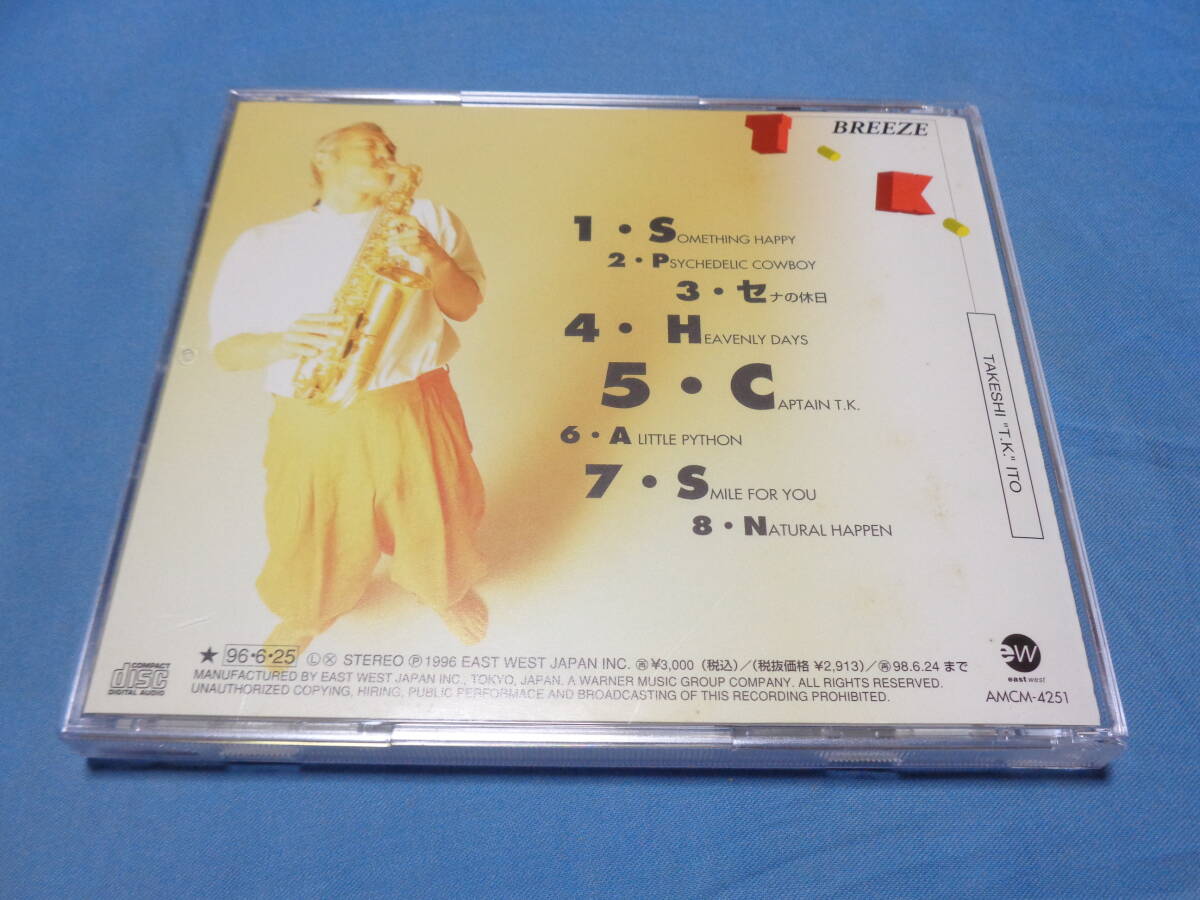 T K
BREEZE
1・SOMETHING HAPPY
2・PSYCHEDELIC COWBOY
3・セナの休日
4・HEAVENLY DAYS
5・CAPTAIN T.K.
6・A LITTLE PYTHON
7・SMILE FOR YOU
8・NATURAL HAPPEN
TAKESHI "T.K." ITO
COMPACT
disc
DIGITAL AUDIO
★ 96・6・25 Ⓛ Ⓧ STEREO Ⓟ1996 EAST WEST JAPAN INC. ㊢¥3,000（税込）／（税抜価格 ¥2,913）／㊢98.6.24 まで
MANUFACTURED BY EAST WEST JAPAN INC., TOKYO, JAPAN. A WARNER MUSIC GROUP COMPANY. ALL RIGHTS RESERVED.
UNAUTHORIZED COPYING, HIRING, PUBLIC PERFORMACE AND BROADCASTING OF THIS RECORDING PROHIBITED.
ew
east west
AMCM-4251